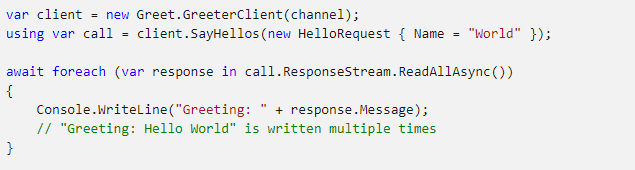 var client = new Greet.GreeterClient(channel);
using var call = client.SayHellos(new HelloRequest { Name = "World" });
await foreach (var response in call.ResponseStream.ReadAllAsync())
{
Console.WriteLine("Greeting: " + response.Message);
// "Greeting: Hello World" is written multiple times
}